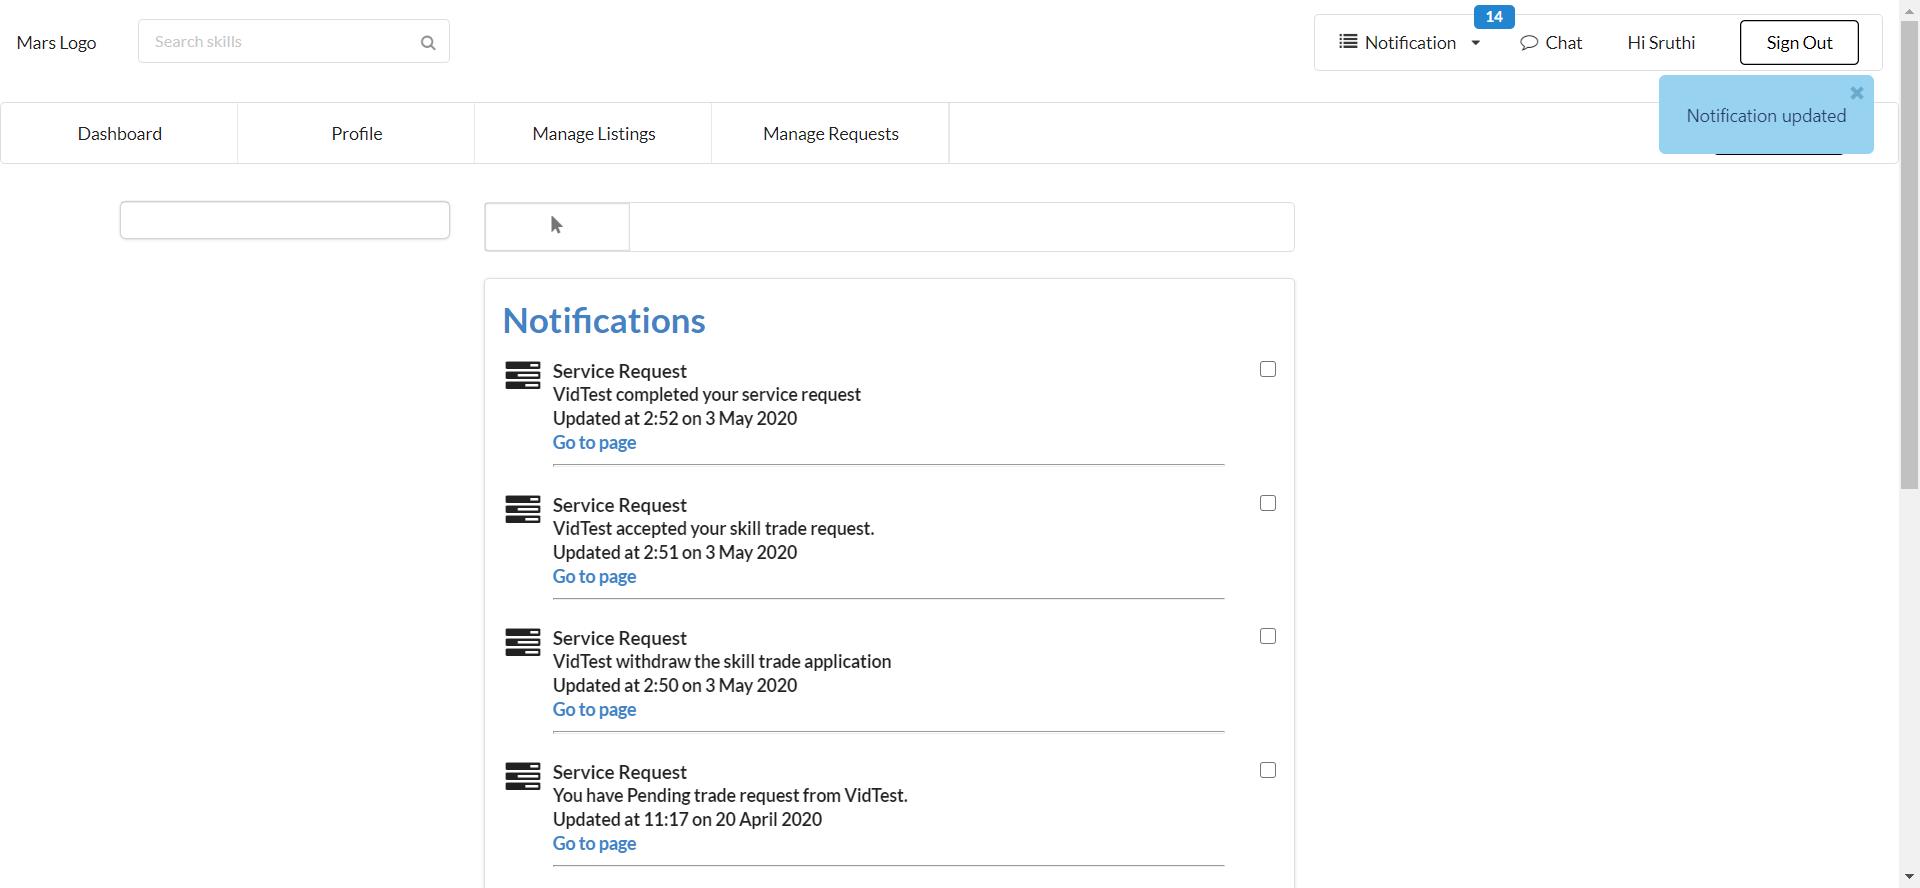 Mars Logo
Search skills
14
Notification
Chat
Hi Sruthi
Sign Out
Notification updated
Dashboard
Profile
Manage Listings
Manage Requests
Notifications
Service Request
VidTest completed your service request
Updated at 2:52 on 3 May 2020
Go to page
Service Request
VidTest accepted your skill trade request.
Updated at 2:51 on 3 May 2020
Go to page
Service Request
VidTest withdraw the skill trade application
Updated at 2:50 on 3 May 2020
Go to page
Service Request
You have Pending trade request from VidTest.
Updated at 11:17 on 20 April 2020
Go to page